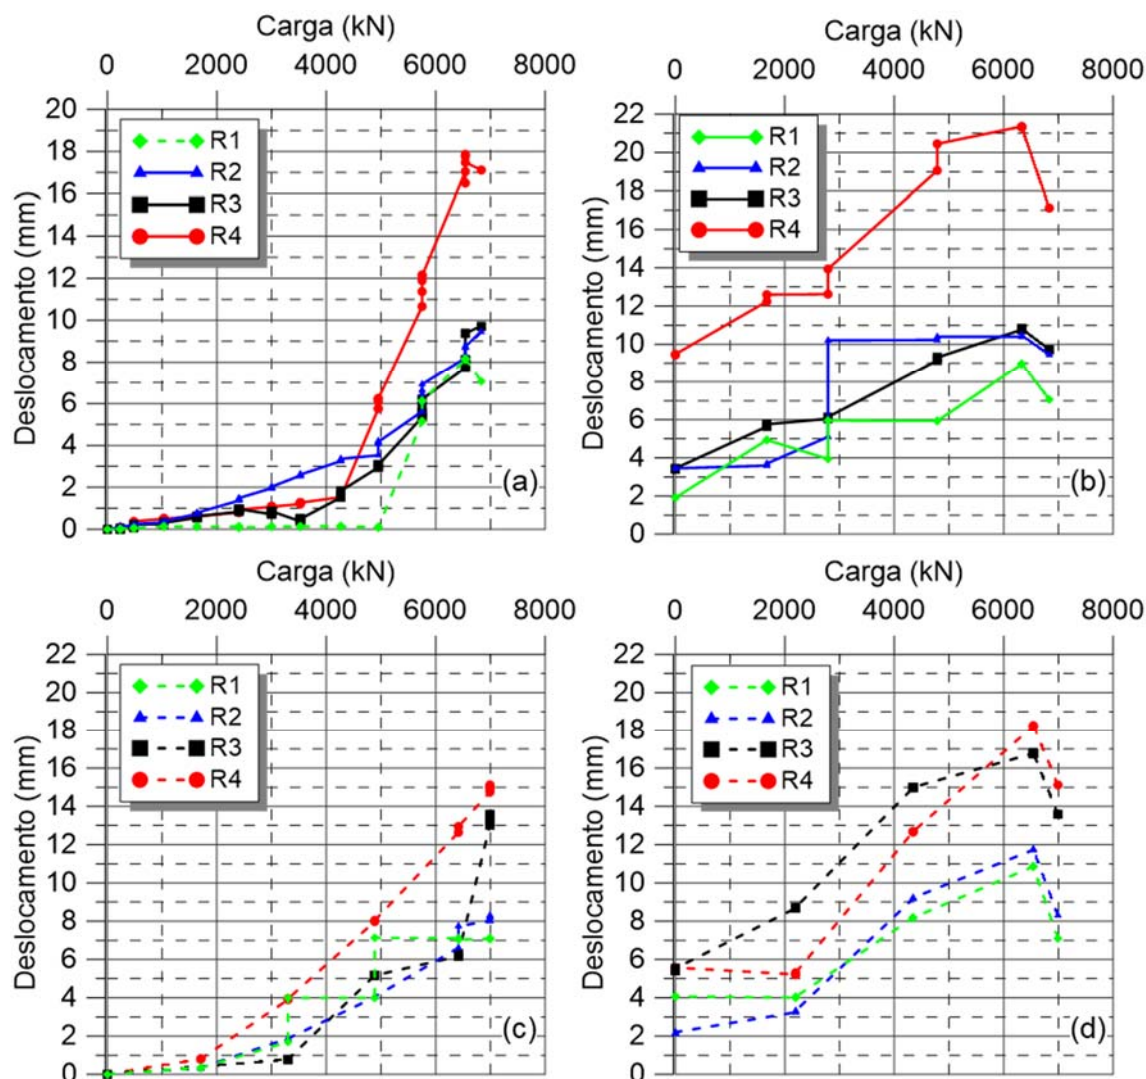 Carga (kN)
0 2000 4000 6000 8000
20
18
16
14
12
10
8
6
4
2
0
Deslocamento (mm)
R1
R2
R3
R4
(a)
Carga (kN)
0 2000 4000 6000 8000
22
20
18
16
14
12
10
8
6
4
2
0
Deslocamento (mm)
R1
R2
R3
R4
(b)
Carga (kN)
0 2000 4000 6000 8000
22
20
18
16
14
12
10
8
6
4
2
0
Deslocamento (mm)
R1
R2
R3
R4
(c)
Carga (kN)
0 2000 4000 6000 8000
22
20
18
16
14
12
10
8
6
4
2
0
Deslocamento (mm)
R1
R2
R3
R4
(d)